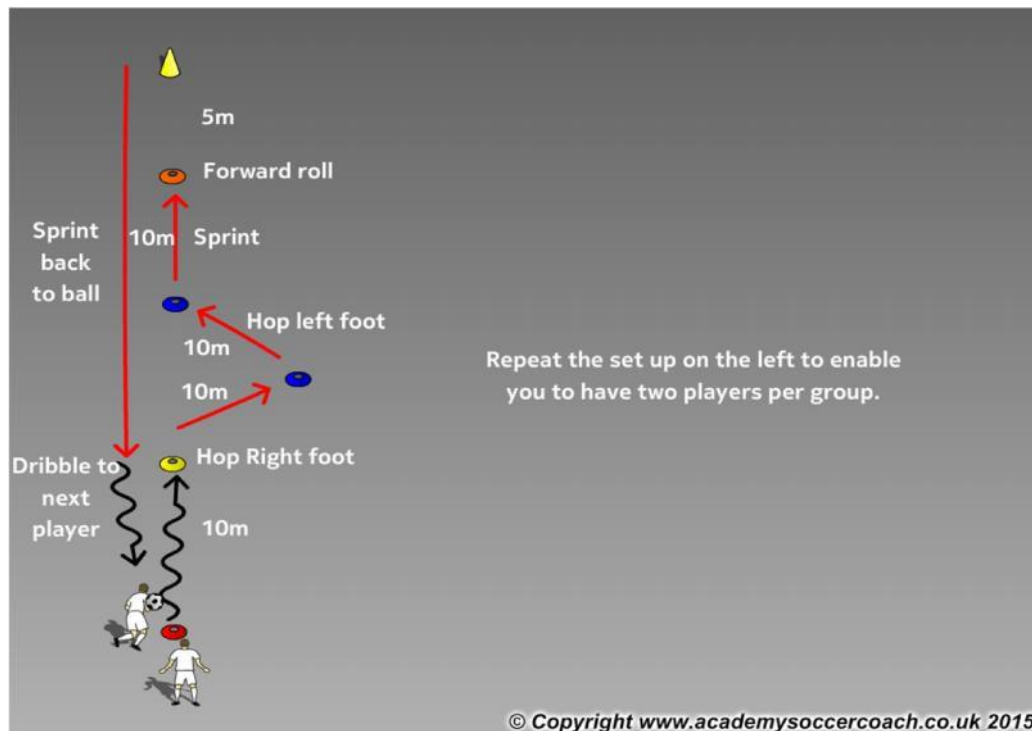 5m
Forward roll
Sprint
back
to ball
10m
Sprint
Hop left foot
10m
10m
Repeat the set up on the left to enable
you to have two players per group.
Hop Right foot
Dribble to
next
player
10m
© Copyright www.academysoccercoach.co.uk 2015